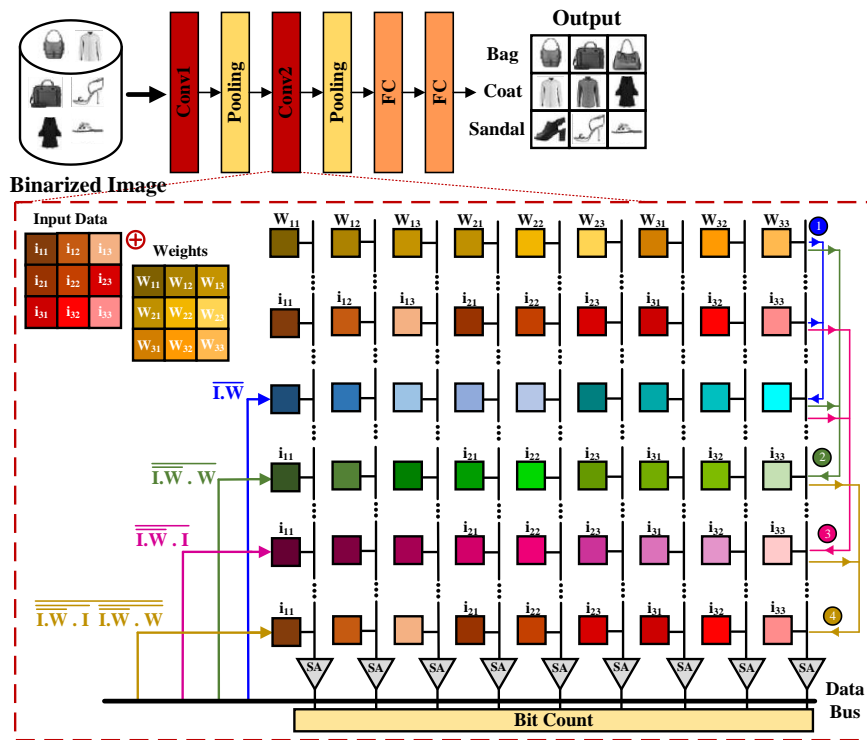 Output
Bag
Coat
Sandal
Conv1
Pooling
Conv2
Pooling
FC
FC
Binarized Image
Input Data
i₁₁ i₁₂ i₁₃
i₂₁ i₂₂ i₂₃
i₃₁ i₃₂ i₃₃
Weights
W₁₁ W₁₂ W₁₃
W₂₁ W₂₂ W₂₃
W₃₁ W₃₂ W₃₃
W₁₁ W₁₂ W₁₃ W₂₁ W₂₂ W₂₃ W₃₁ W₃₂ W₃₃
1
i₁₁ i₁₂ i₁₃ i₂₁ i₂₂ i₂₃ i₃₁ i₃₂ i₃₃
I.W
i₁₁ i₂₁ i₂₂ i₂₃ i₃₁ i₃₂ i₃₃
2
I.W . W
i₁₁ i₂₁ i₂₂ i₂₃ i₃₁ i₃₂ i₃₃
3
I.W . I
i₁₁ i₂₁ i₂₂ i₂₃ i₃₁ i₃₂ i₃₃
4
I.W . I I.W . W
SA SA SA SA SA SA SA SA SA
Data
Bus
Bit Count